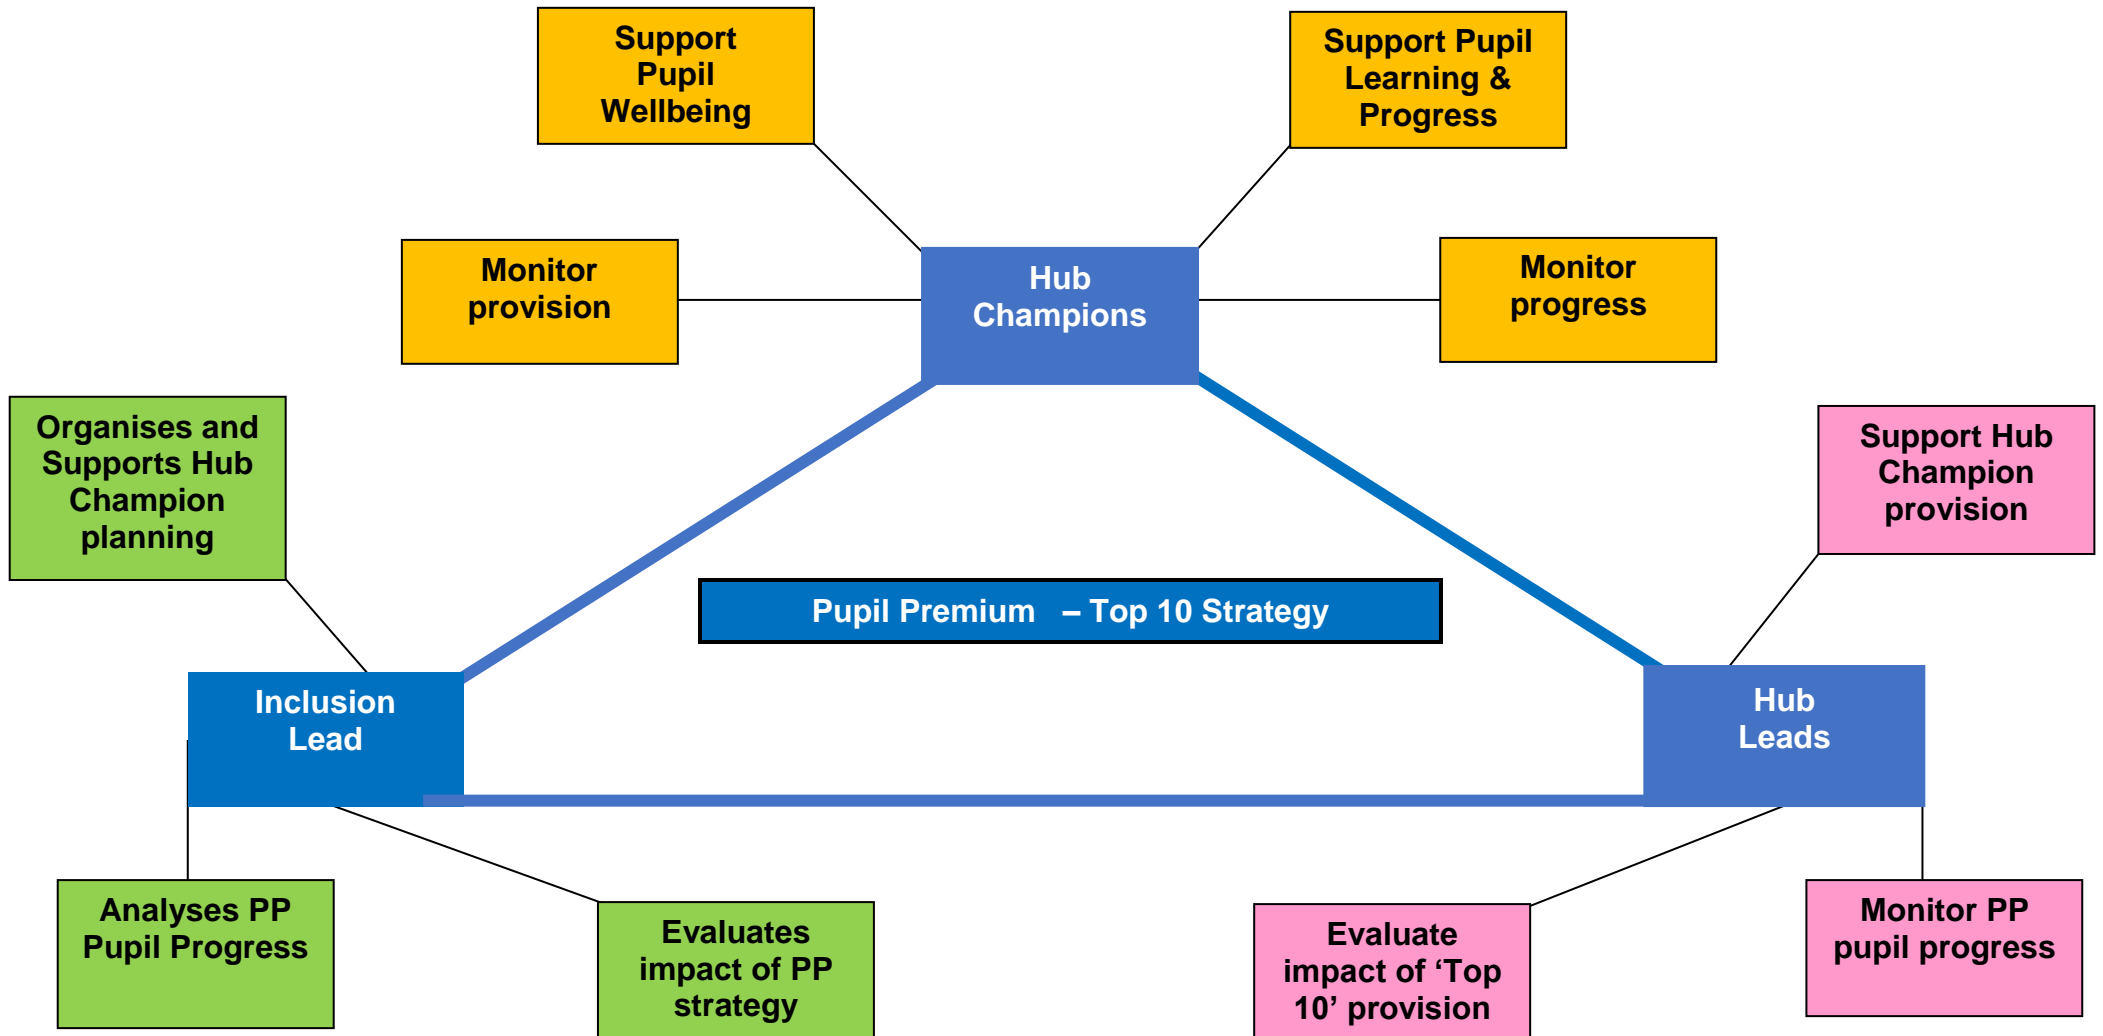 Support
Pupil
Wellbeing
Support Pupil
Learning &
Progress
Monitor
provision
Hub
Champions
Monitor
progress
Organises and
Supports Hub
Champion
planning
Support Hub
Champion
provision
Pupil Premium – Top 10 Strategy
Inclusion
Lead
Hub
Leads
Analyses PP
Pupil Progress
Evaluates
impact of PP
strategy
Evaluate
impact of ‘Top
10’ provision
Monitor PP
pupil progress